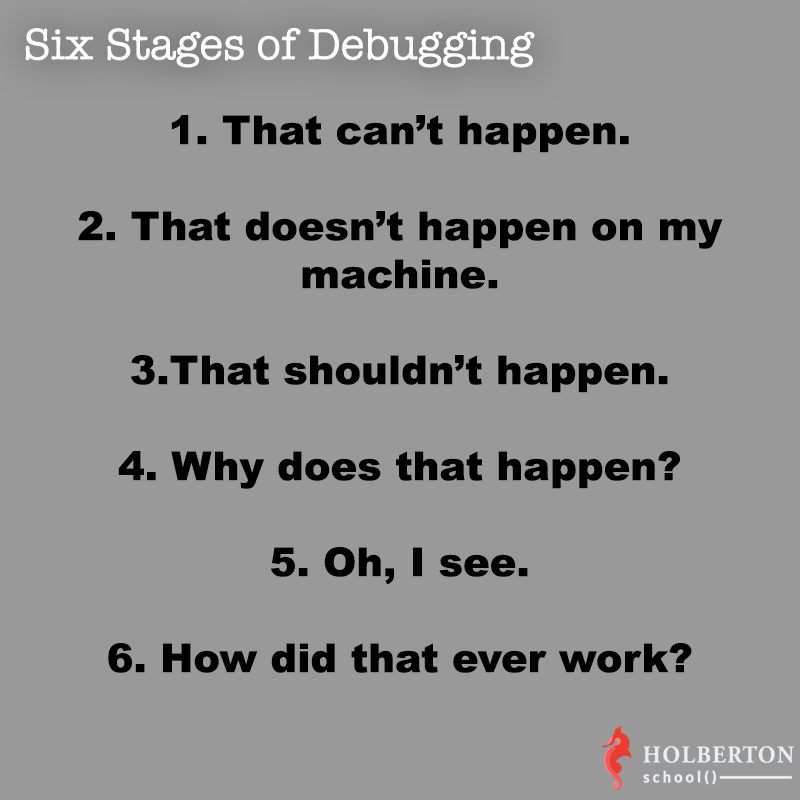 Six Stages of Debugging
1. That can’t happen.
2. That doesn’t happen on my
machine.
3.That shouldn’t happen.
4. Why does that happen?
5. Oh, I see.
6. How did that ever work?
HOLBERTON
school()